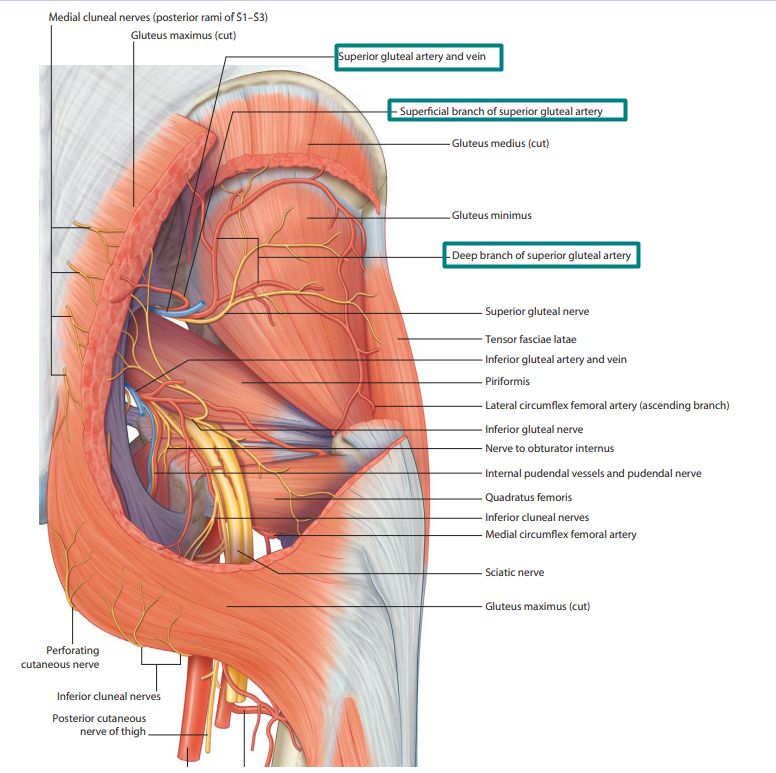 Medial cluneal nerves (posterior rami of S1–S3)
Gluteus maximus (cut)
Superior gluteal artery and vein
Superficial branch of superior gluteal artery
Gluteus medius (cut)
Gluteus minimus
Deep branch of superior gluteal artery
Superior gluteal nerve
Tensor fasciae latae
Inferior gluteal artery and vein
Piriformis
Lateral circumflex femoral artery (ascending branch)
Inferior gluteal nerve
Nerve to obturator internus
Internal pudendal vessels and pudendal nerve
Quadratus femoris
Inferior cluneal nerves
Medial circumflex femoral artery
Sciatic nerve
Gluteus maximus (cut)
Perforating
cutaneous nerve
Inferior cluneal nerves
Posterior cutaneous
nerve of thigh